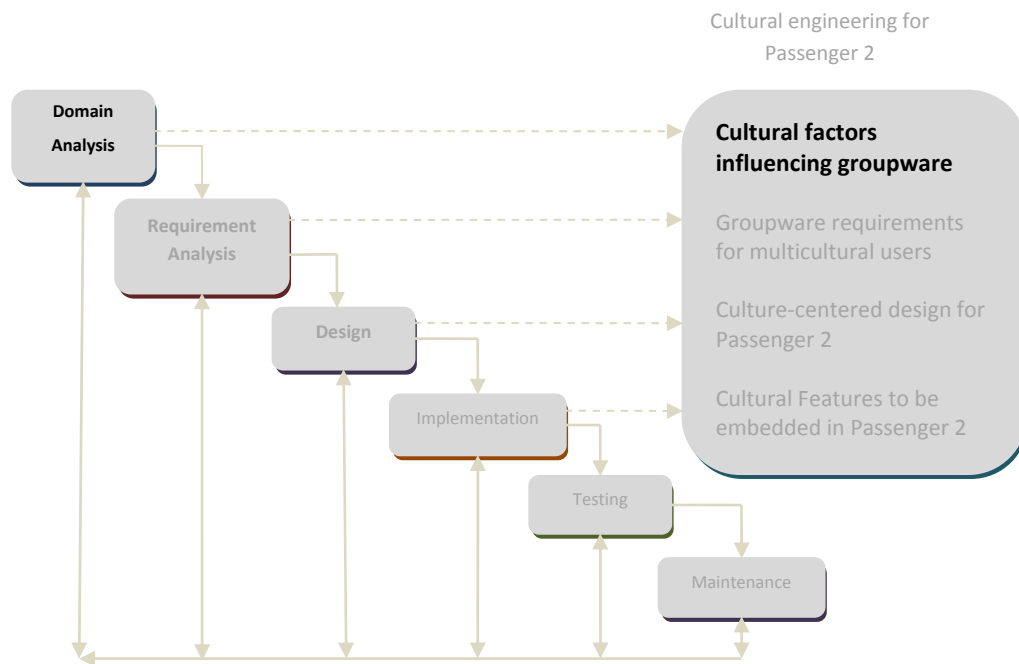 Cultural engineering for
Passenger 2
Domain
Analysis
Cultural factors
influencing groupware
Requirement
Analysis
Groupware requirements
for multicultural users
Design
Culture-centered design for
Passenger 2
Implementation
Cultural Features to be
embedded in Passenger 2
Testing
Maintenance